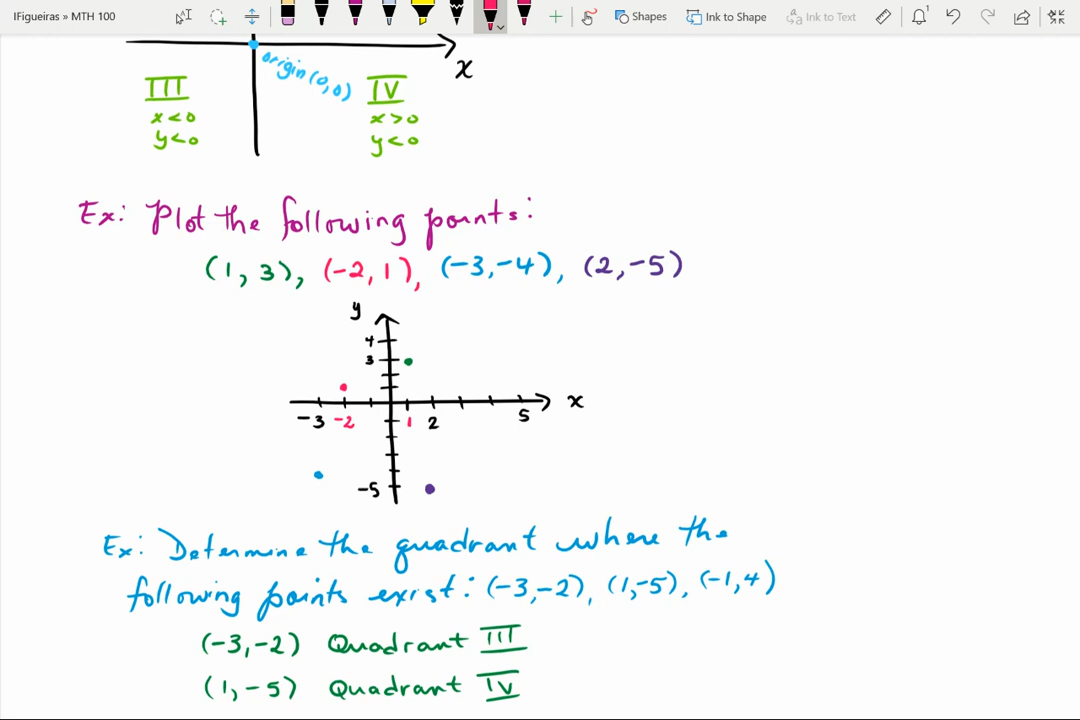 IFigueiras » MTH 100
Shapes
Ink to Shape
Ink to Text
1
x
origin (0,0)
III
x<0
y<0
IV
x>0
y<0
Ex: Plot the following points:
(1, 3), (-2, 1), (-3,-4), (2,-5)
y
4
3
x
-3 -2 1 2 5
-5
Ex: Determine the quadrant where the
following points exist: (-3,-2), (1,-5), (-1,4)
(-3,-2) Quadrant III
(1,-5) Quadrant IV